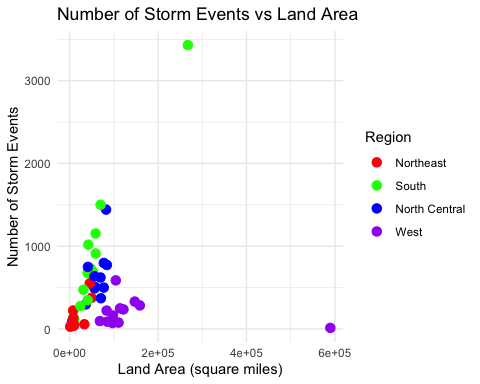 Number of Storm Events vs Land Area
Number of Storm Events
3000
2000
1000
0
0e+00
2e+05
4e+05
6e+05
Land Area (square miles)
Region
Northeast
South
North Central
West